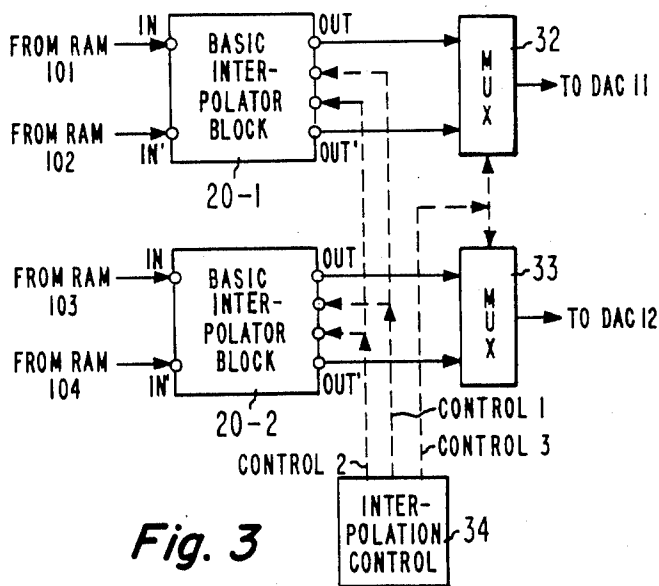 IN
OUT
FROM RAM
101
BASIC
INTER-
POLATOR
BLOCK
MUX
32
TO DAC 11
FROM RAM
102
IN'
OUT'
20-1
IN
OUT
FROM RAM
103
BASIC
INTER-
POLATOR
BLOCK
MUX
33
TO DAC 12
FROM RAM
104
IN'
OUT'
20-2
CONTROL 1
CONTROL 2
CONTROL 3
INTER-
POLATION
CONTROL
34
Fig. 3